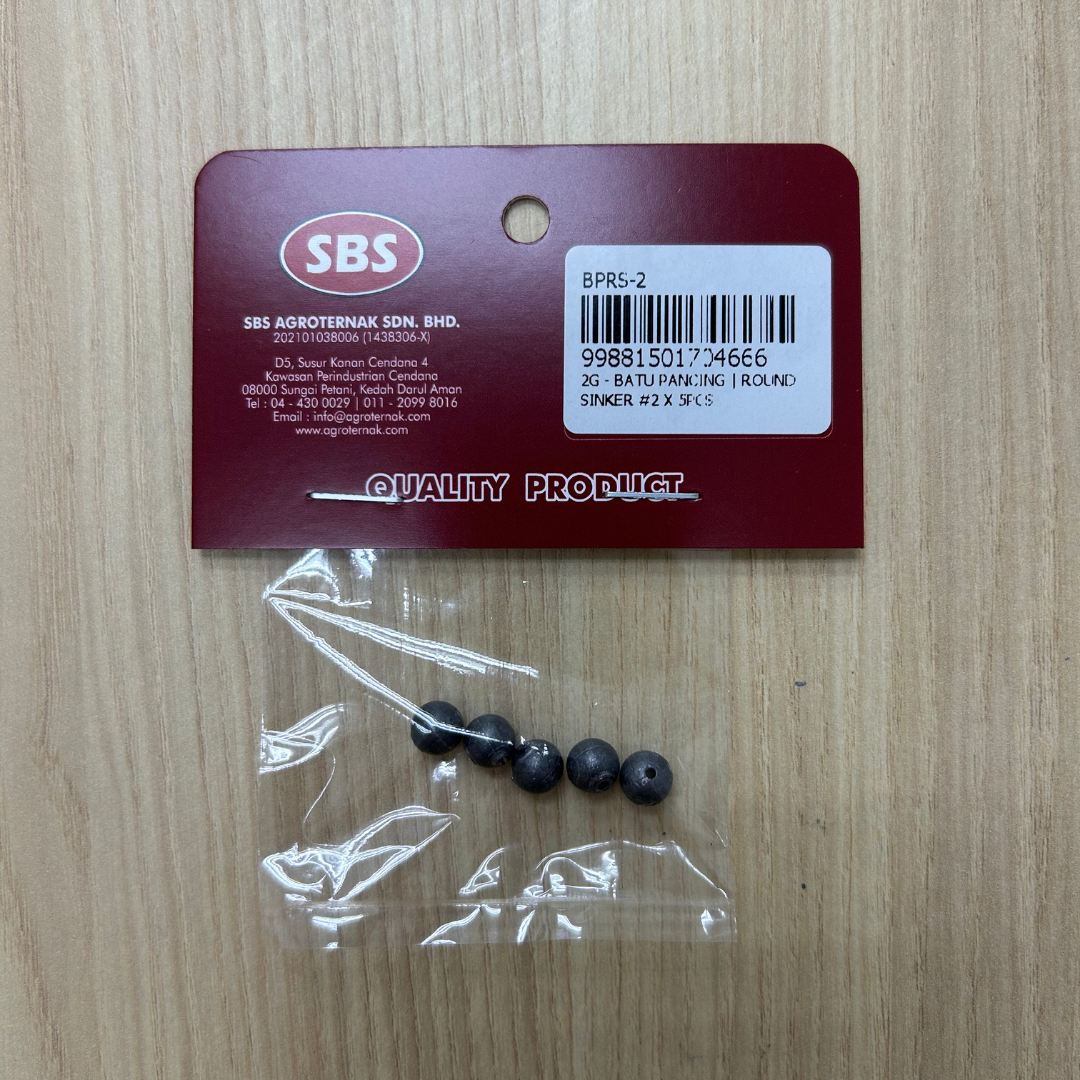 SBS
SBS AGROTERNAK SDN. BHD.
202101038006 (1438306-X)
D5, Susur Kanan Cendana 4
Kawasan Perindustrian Cendana
08000 Sungai Petani, Kedah Darul Aman
Tel : 04 - 430 0029 | 011 - 2099 8016
Email : info@agroternak.com
www.agroternak.com
BPRS-2
99881501704666
2G - BATU PANCING | ROUND
SINKER #2 X 5PCS
QUALITY PRODUCT